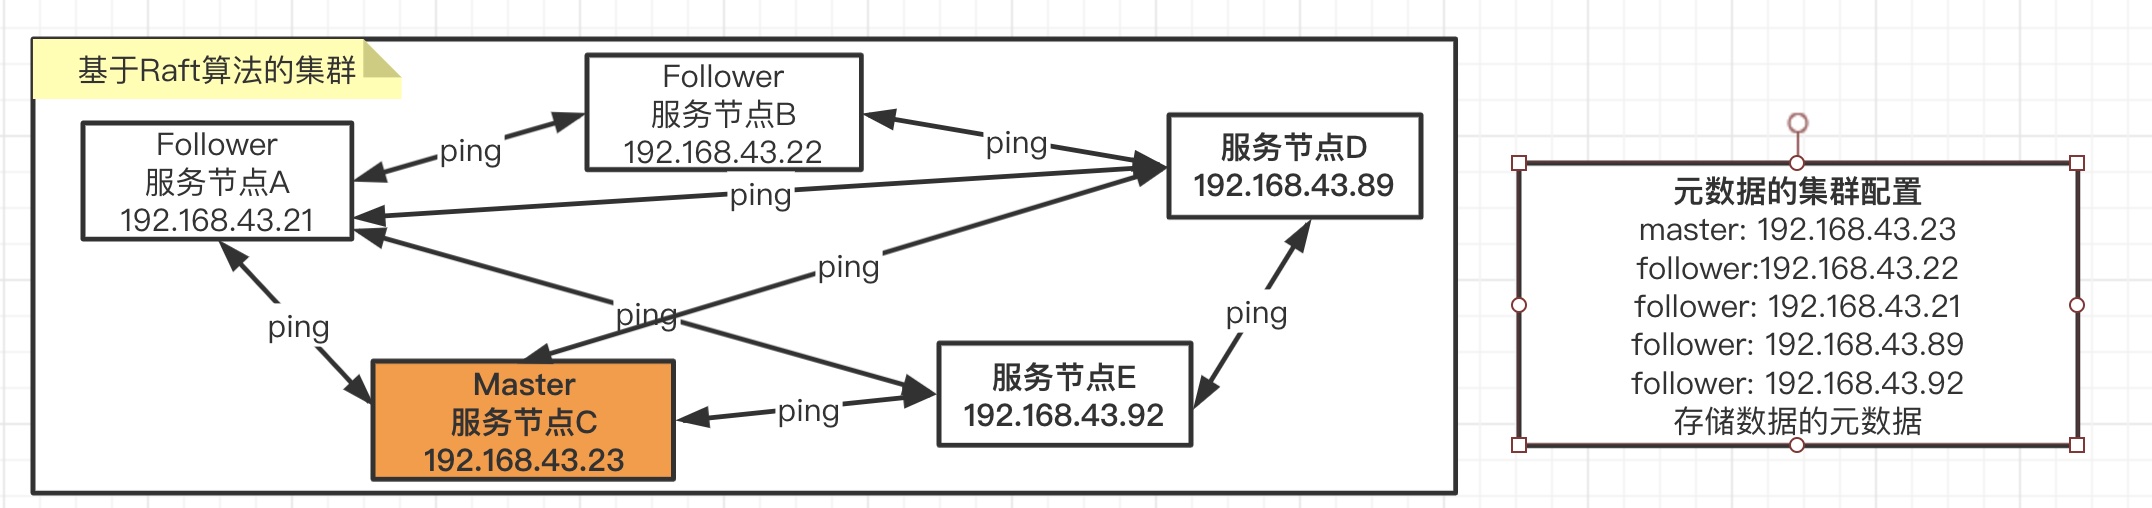 基于Raft算法的集群
Follower
服务节点B
192.168.43.22
Follower
服务节点A
192.168.43.21
ping
ping
服务节点D
192.168.43.89
ping
ping
ping
ping
ping
ping
Master
服务节点C
192.168.43.23
服务节点E
192.168.43.92
ping
元数据的集群配置
master: 192.168.43.23
follower:192.168.43.22
follower: 192.168.43.21
follower: 192.168.43.89
follower: 192.168.43.92
存储数据的元数据